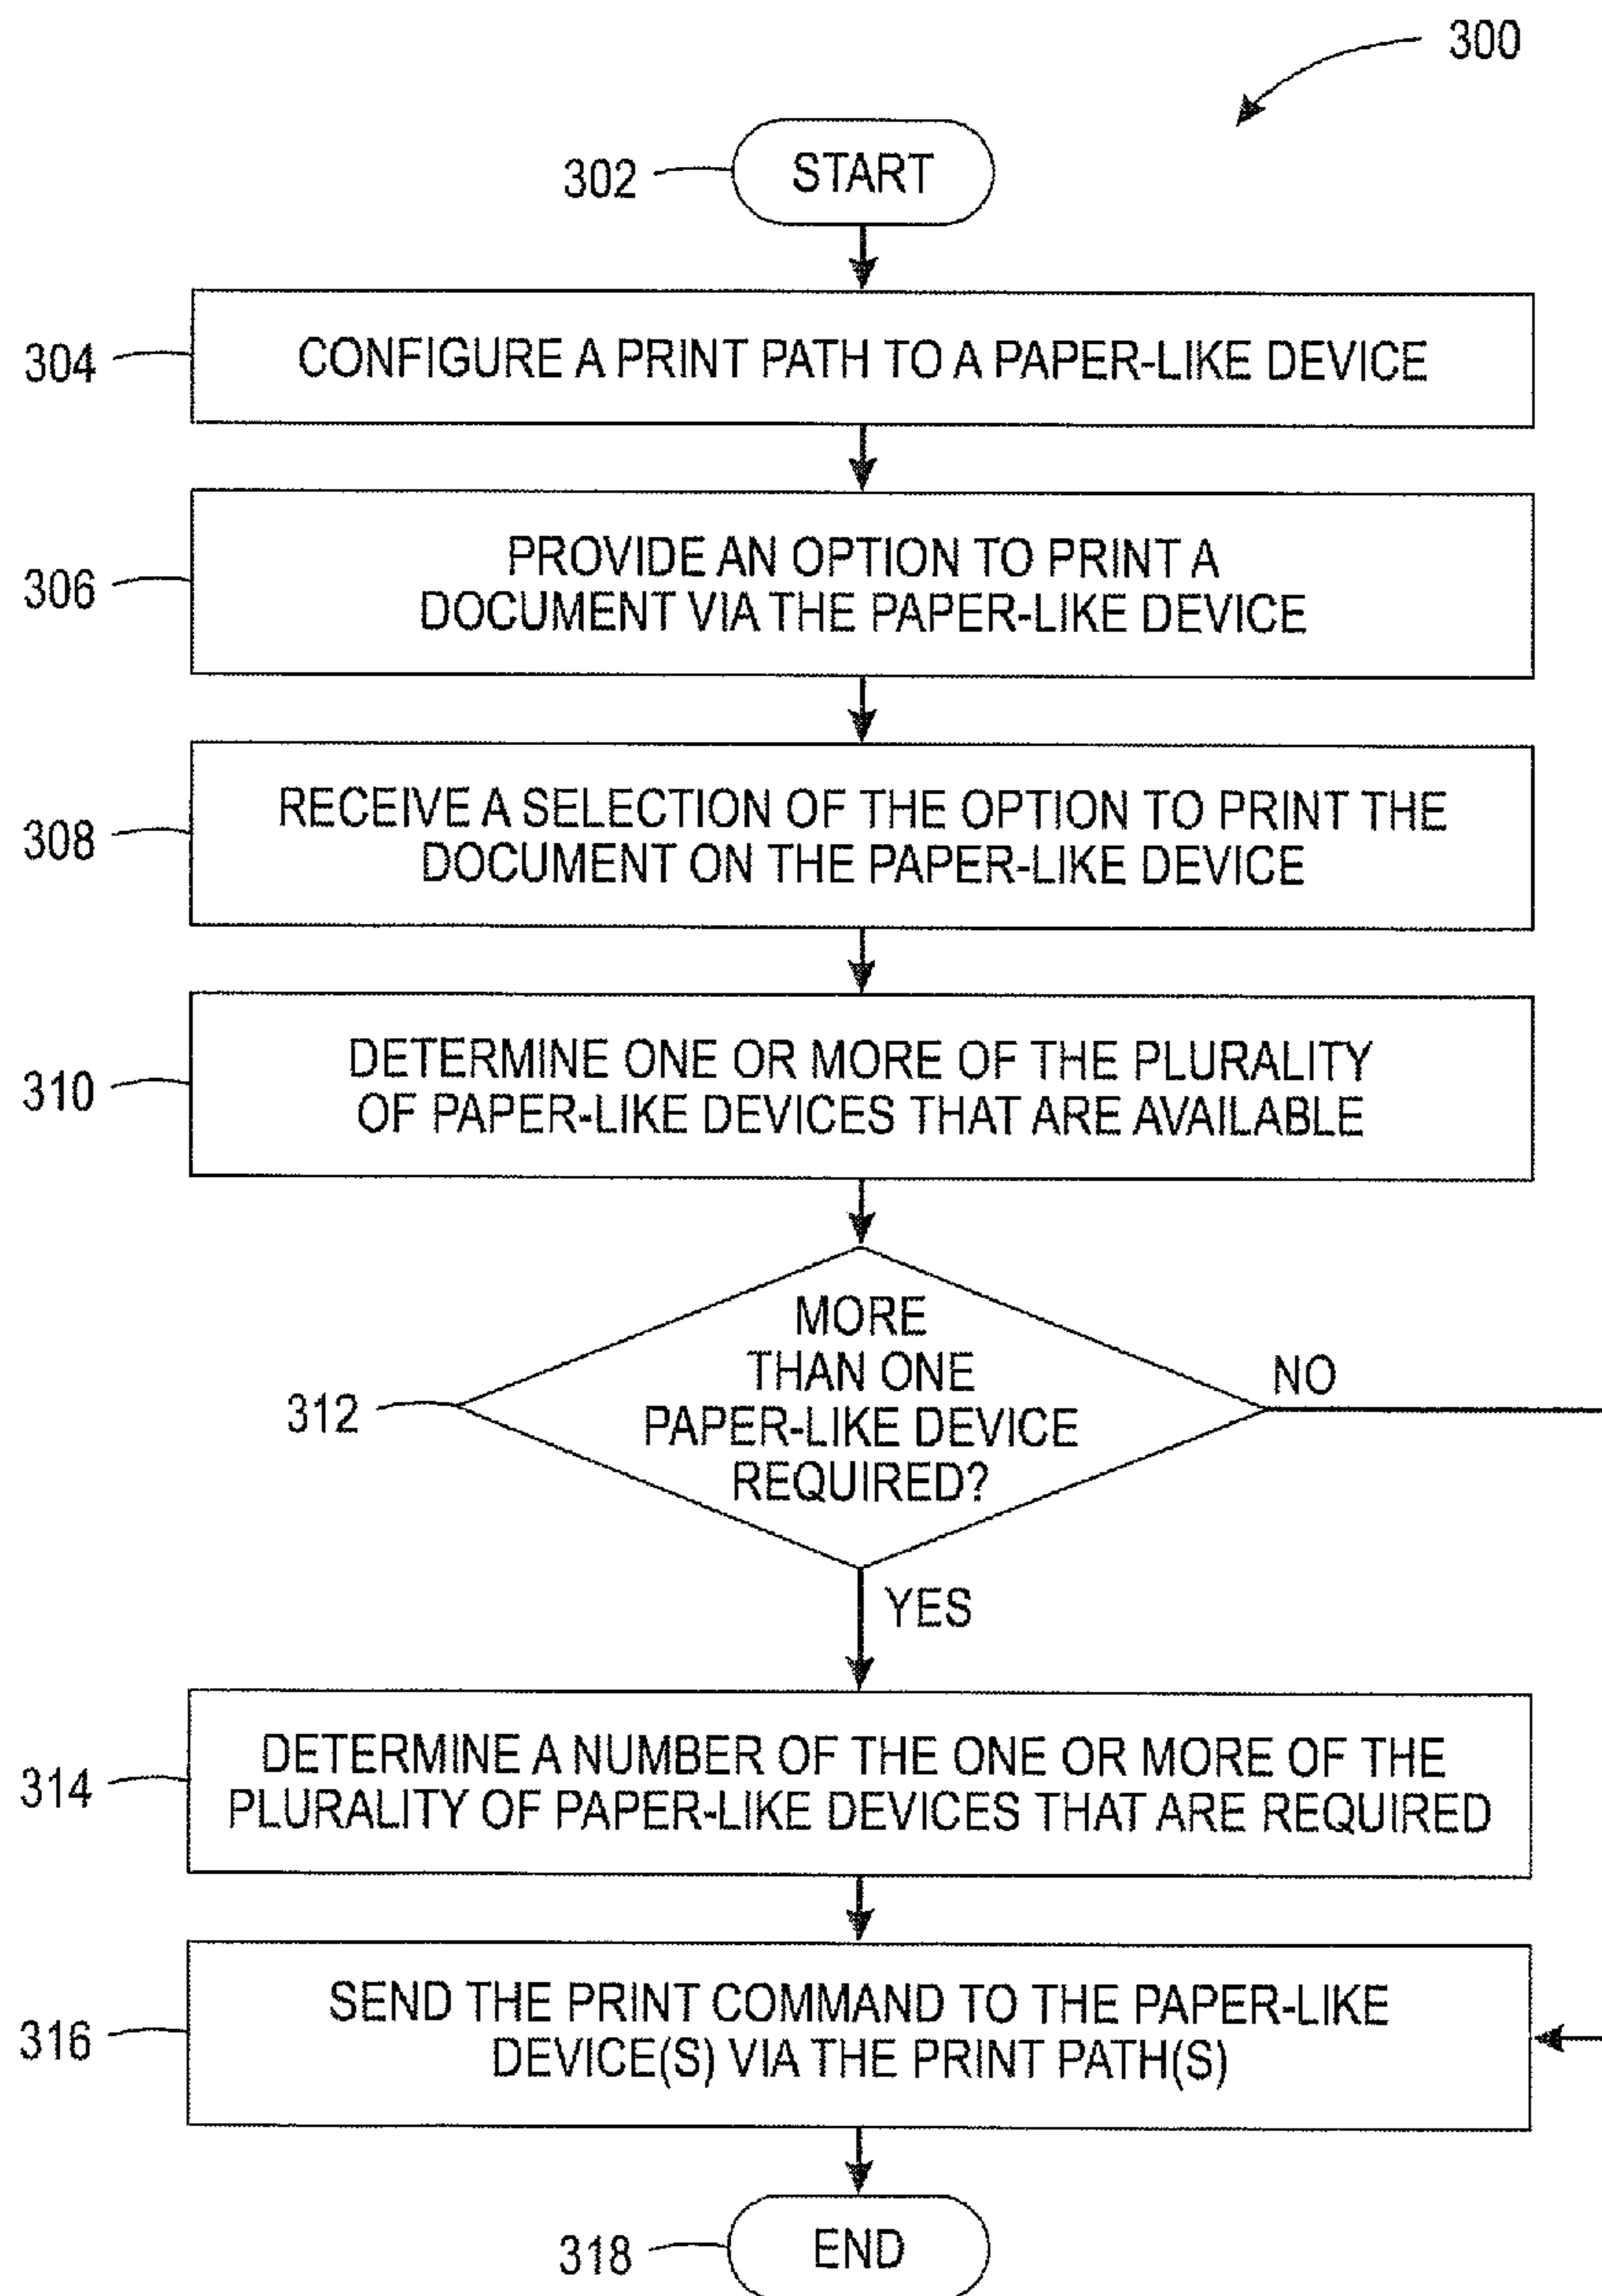 300
302
START
304
CONFIGURE A PRINT PATH TO A PAPER-LIKE DEVICE
306
PROVIDE AN OPTION TO PRINT A
DOCUMENT VIA THE PAPER-LIKE DEVICE
308
RECEIVE A SELECTION OF THE OPTION TO PRINT THE
DOCUMENT ON THE PAPER-LIKE DEVICE
310
DETERMINE ONE OR MORE OF THE PLURALITY
OF PAPER-LIKE DEVICES THAT ARE AVAILABLE
312
MORE
THAN ONE
PAPER-LIKE DEVICE
REQUIRED?
NO
YES
314
DETERMINE A NUMBER OF THE ONE OR MORE OF THE
PLURALITY OF PAPER-LIKE DEVICES THAT ARE REQUIRED
316
SEND THE PRINT COMMAND TO THE PAPER-LIKE
DEVICE(S) VIA THE PRINT PATH(S)
318
END